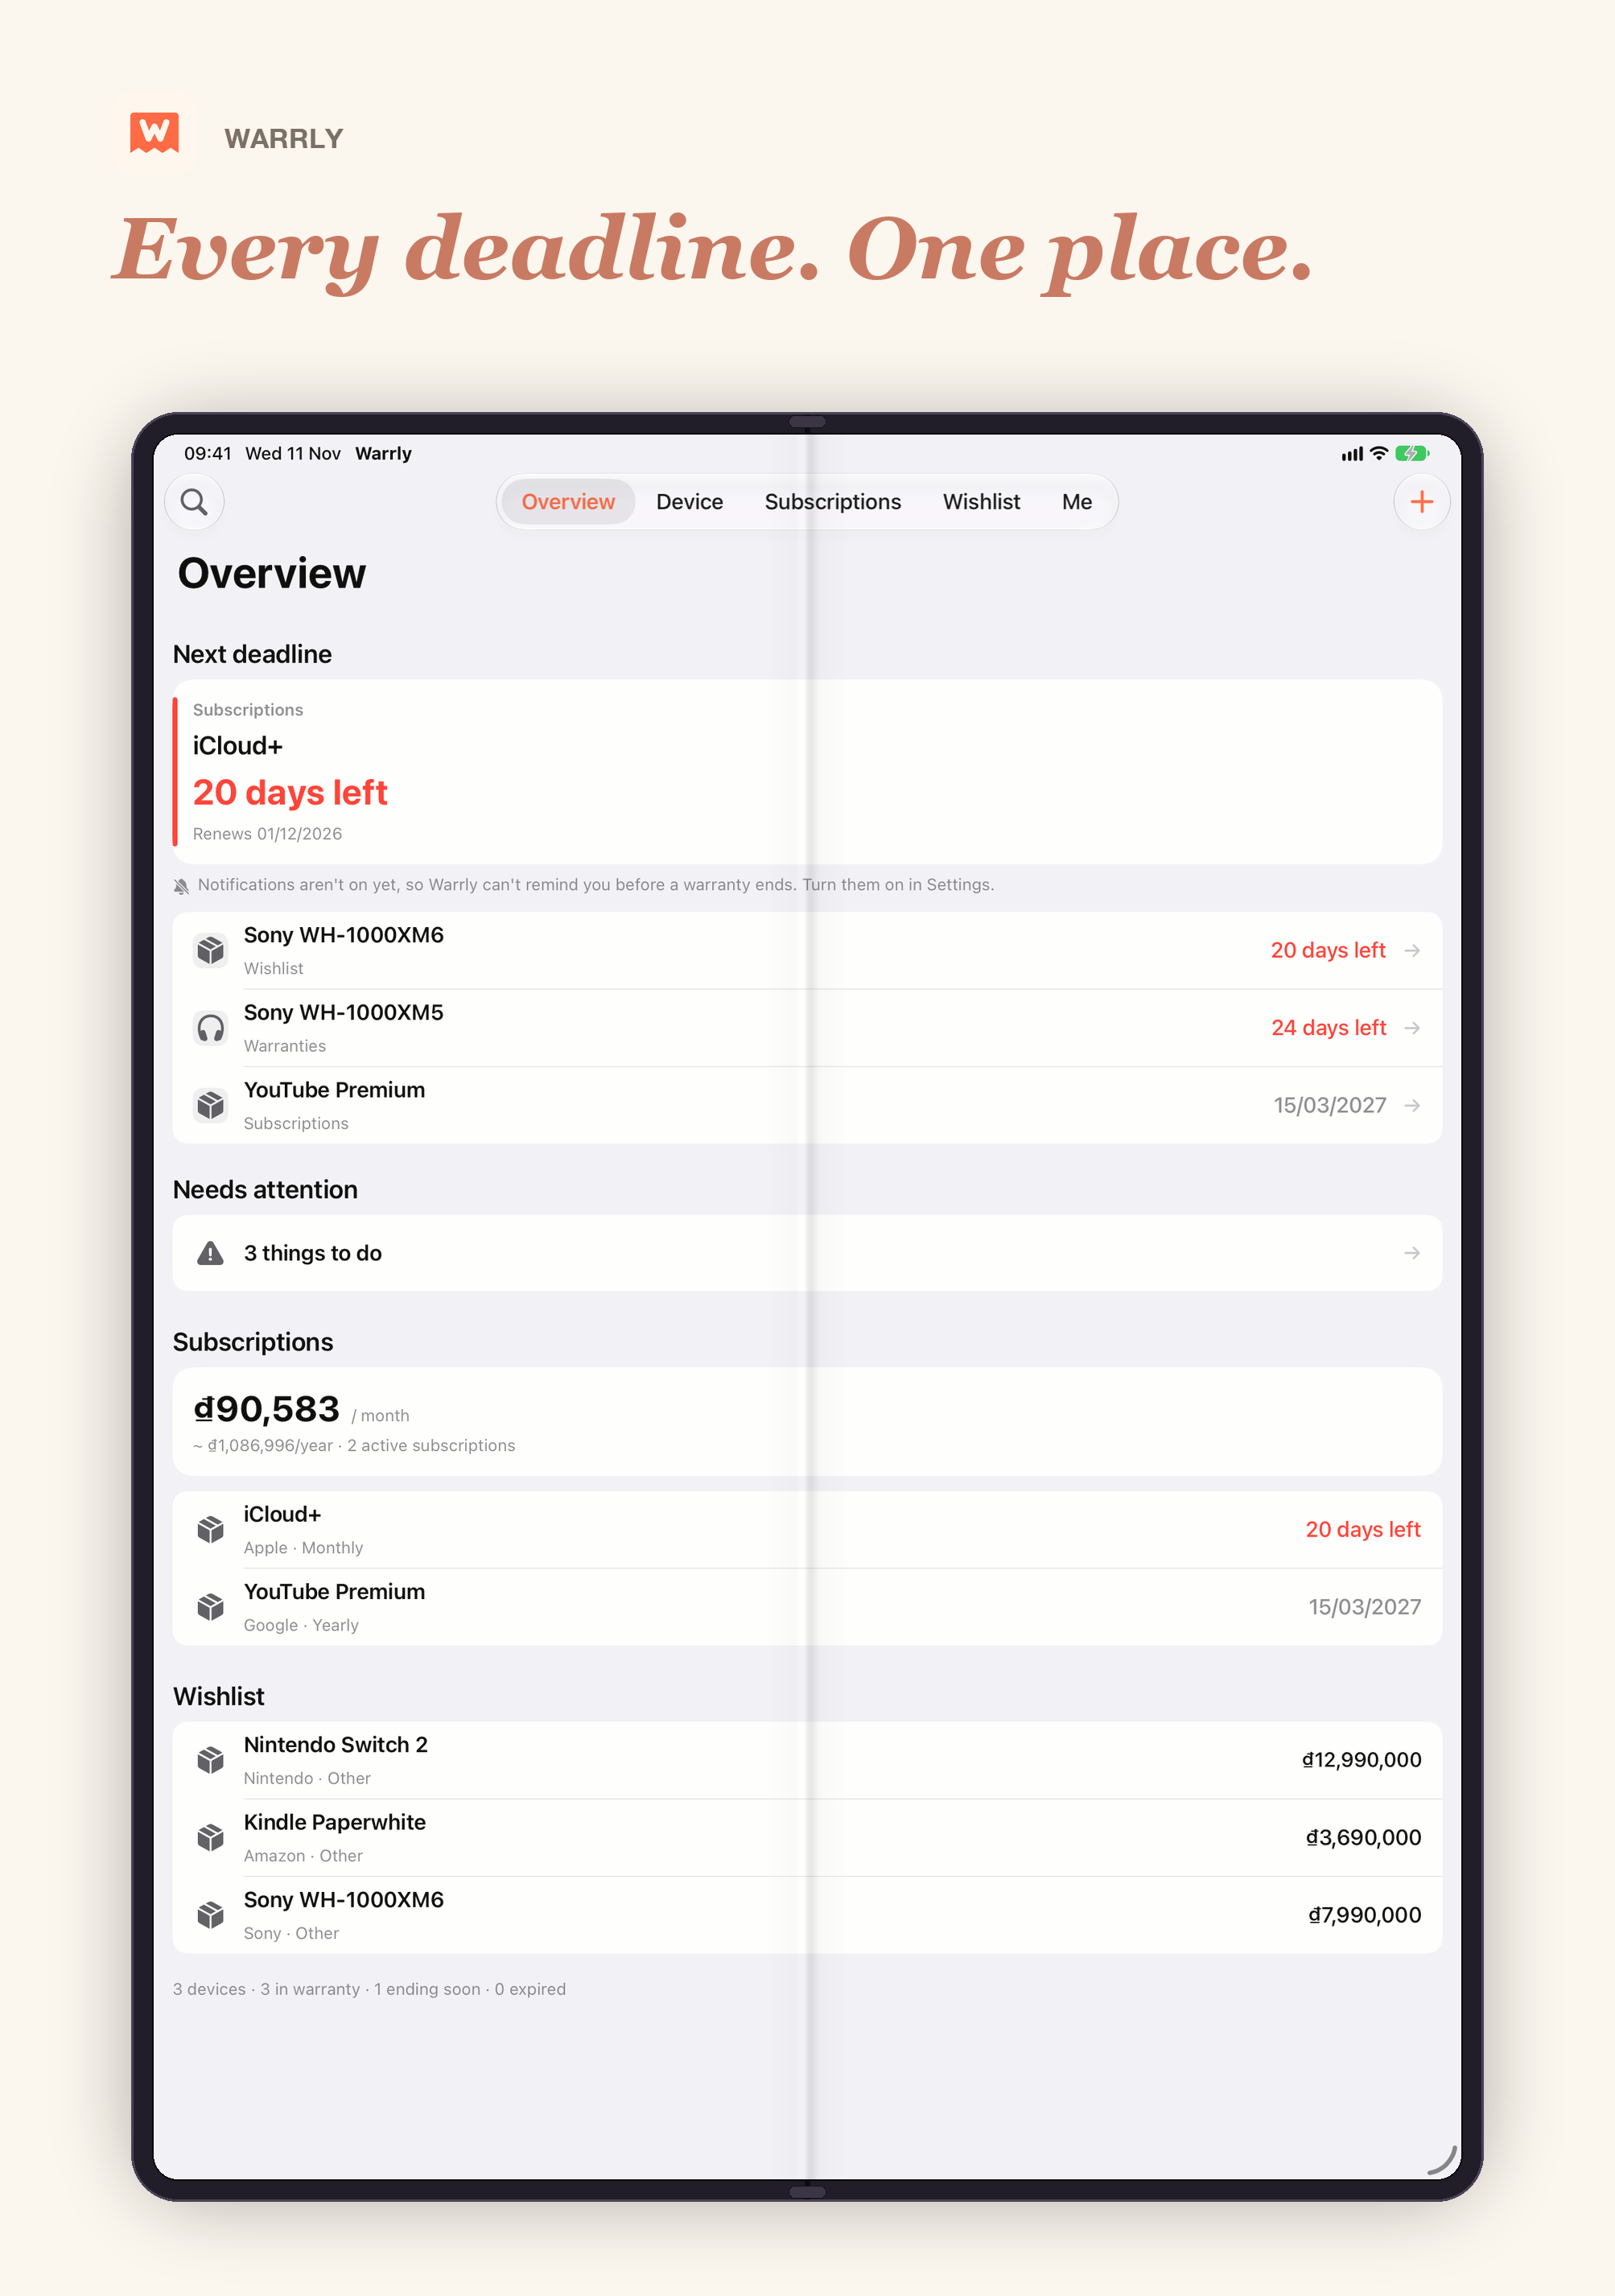 W
WARRLY
Every deadline. One place.
09:41 Wed 11 Nov Warrly
Overview Device Subscriptions Wishlist Me
Overview
Next deadline
Subscriptions
iCloud+
20 days left
Renews 01/12/2026
Notifications aren't on yet, so Warrly can't remind you before a warranty ends. Turn them on in Settings.
Sony WH-1000XM6
Wishlist
20 days left
Sony WH-1000XM5
Warranties
24 days left
YouTube Premium
Subscriptions
15/03/2027
Needs attention
3 things to do
Subscriptions
₫90,583 / month
~ ₫1,086,996/year · 2 active subscriptions
iCloud+
Apple · Monthly
20 days left
YouTube Premium
Google · Yearly
15/03/2027
Wishlist
Nintendo Switch 2
Nintendo · Other
₫12,990,000
Kindle Paperwhite
Amazon · Other
₫3,690,000
Sony WH-1000XM6
Sony · Other
₫7,990,000
3 devices · 3 in warranty · 1 ending soon · 0 expired